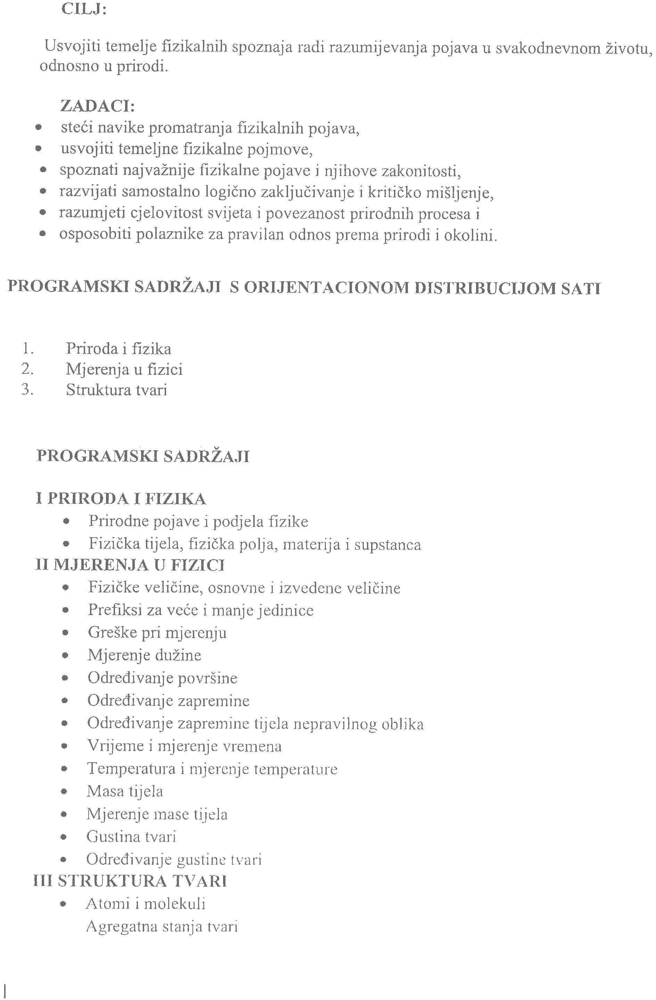 CILJ:
Usvojiti temelje fizikalnih spoznaja radi razumijevanja pojava u svakodnevnom životu,
odnosno u prirodi.
ZADACI:
• steći navike promatranja fizikalnih pojava,
• usvojiti temeljne fizikalne pojmove,
• spoznati najvažnije fizikalne pojave i njihove zakonitosti,
• razvijati samostalno logično zaključivanje i kritičko mišljenje,
• razumjeti cjelovitost svijeta i povezanost prirodnih procesa i
• osposobiti polaznike za pravilan odnos prema prirodi i okolini.
PROGRAMSKI SADRŽAJI S ORIJENTACIONOM DISTRIBUCIJOM SATI
1. Priroda i fizika
2. Mjerenja u fizici
3. Struktura tvari
PROGRAMSKI SADRŽAJI
I PRIRODA I FIZIKA
• Prirodne pojave i podjela fizike
• Fizička tijela, fizička polja, materija i supstanca
II MJERENJA U FIZICI
• Fizičke veličine, osnovne i izvedene veličine
• Prefiksi za veće i manje jedinice
• Greške pri mjerenju
• Mjerenje dužine
• Određivanje površine
• Određivanje zapremine
• Određivanje zapremine tijela nepravilnog oblika
• Vrijeme i mjerenje vremena
• Temperatura i mjerenje temperature
• Masa tijela
• Mjerenje mase tijela
• Gustina tvari
• Određivanje gustine tvari
III STRUKTURA TVARI
• Atomi i molekuli
Agregatna stanja tvari